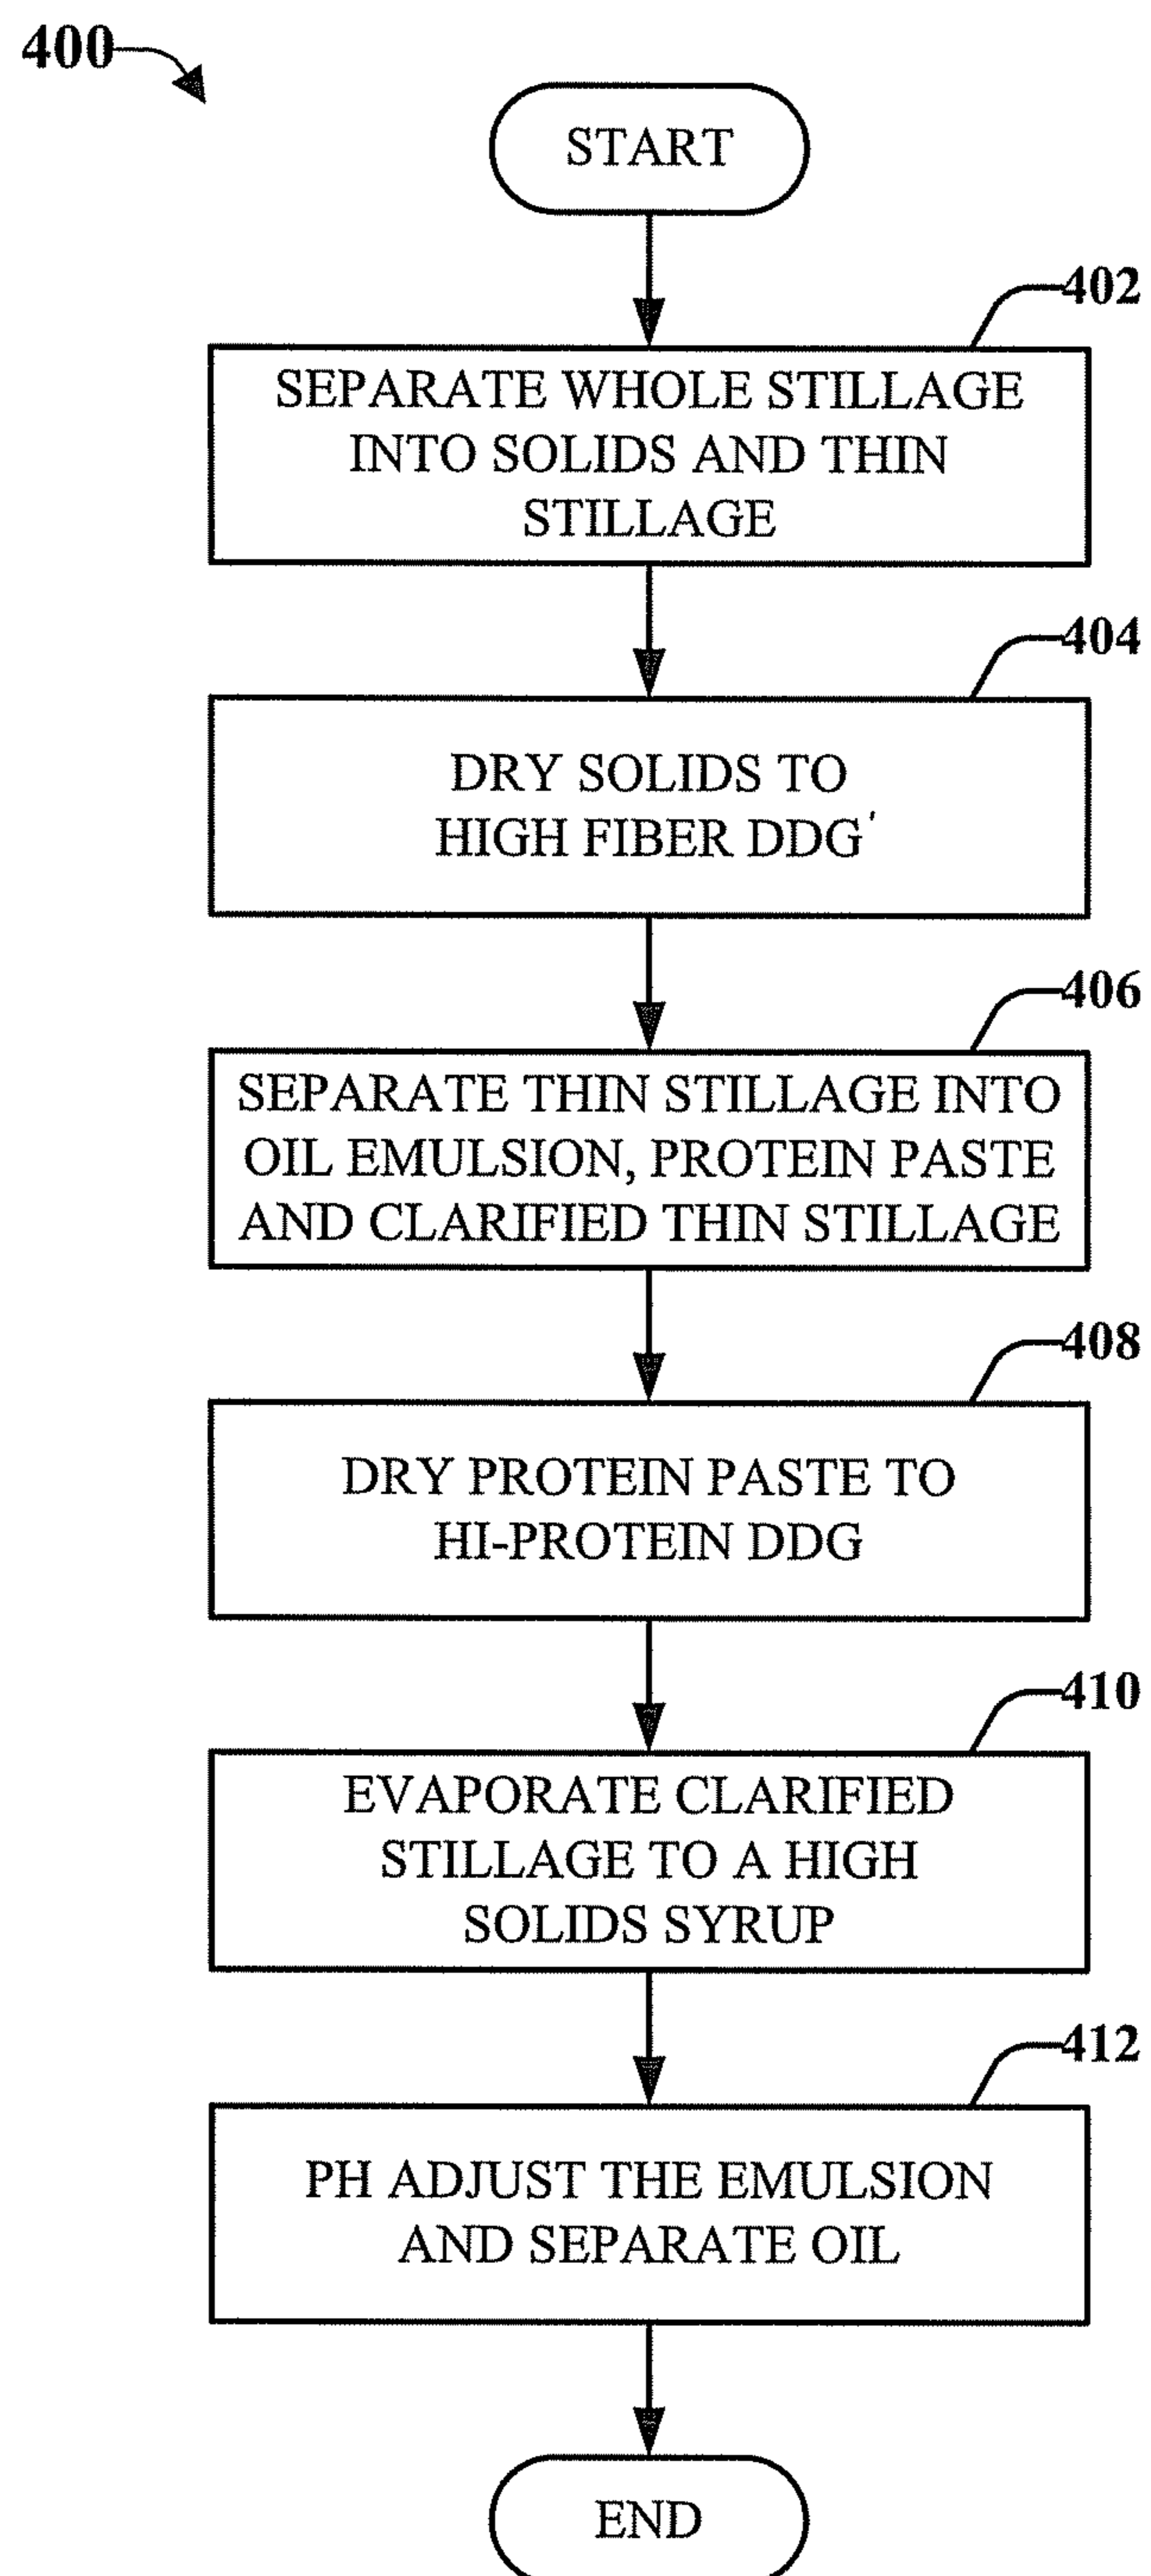 400
START
402
SEPARATE WHOLE STILLAGE
INTO SOLIDS AND THIN
STILLAGE
404
DRY SOLIDS TO
HIGH FIBER DDG'
406
SEPARATE THIN STILLAGE INTO
OIL EMULSION, PROTEIN PASTE
AND CLARIFIED THIN STILLAGE
408
DRY PROTEIN PASTE TO
HI-PROTEIN DDG
410
EVAPORATE CLARIFIED
STILLAGE TO A HIGH
SOLIDS SYRUP
412
PH ADJUST THE EMULSION
AND SEPARATE OIL
END